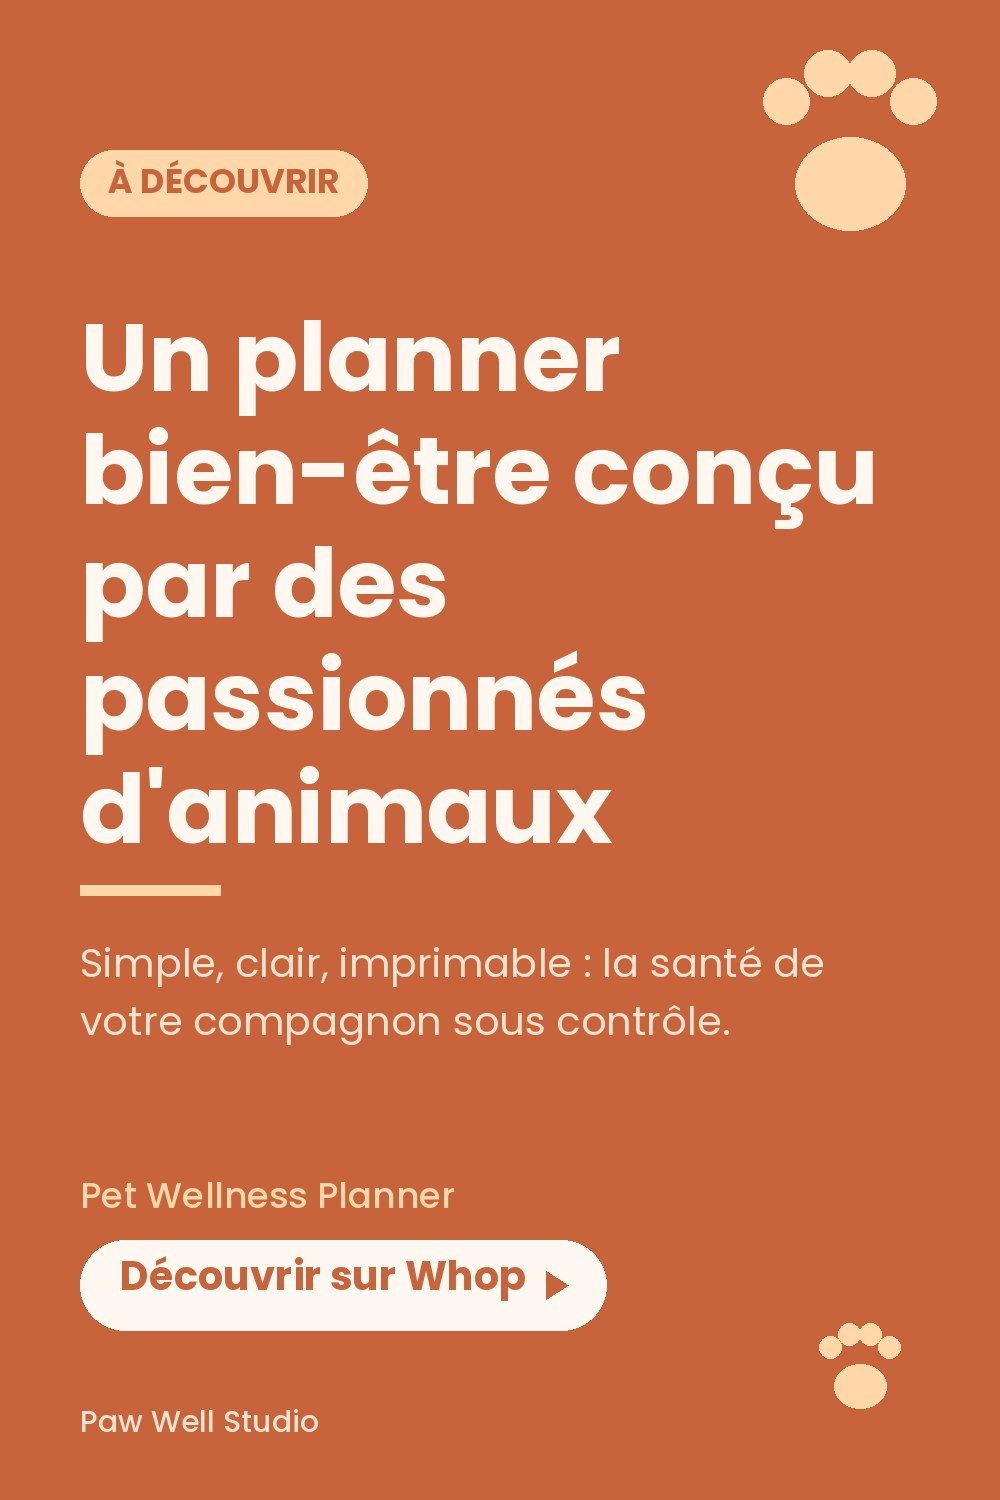 À DÉCOUVRIR
Un planner
bien-être conçu
par des
passionnés
d'animaux
Simple, clair, imprimable : la santé de
votre compagnon sous contrôle.
Pet Wellness Planner
Découvrir sur Whop
Paw Well Studio